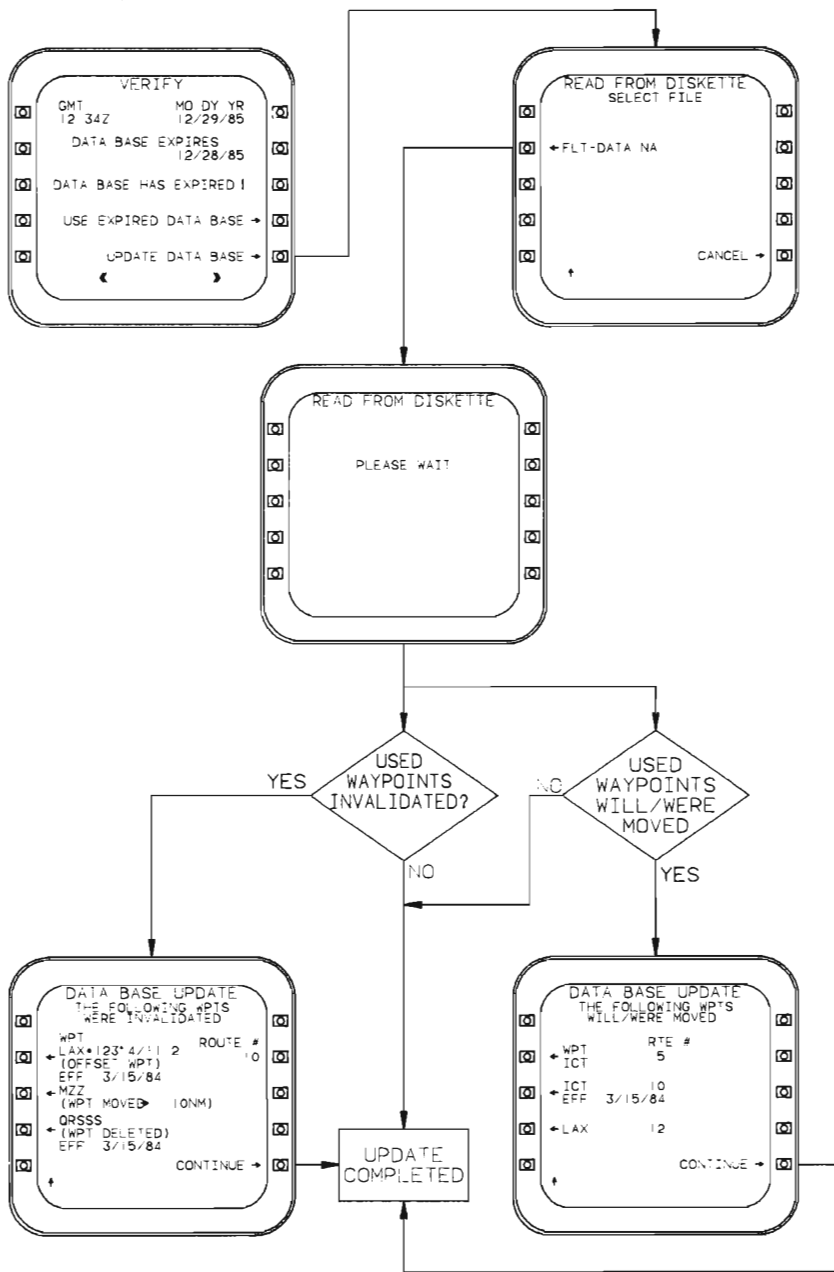 VERIFY
GMT MO DY YR
12 34Z 12/29/85
DATA BASE EXPIRES
12/28/85
DATA BASE HAS EXPIRED!
USE EXPIRED DATA BASE →
UPDATE DATA BASE →
❮ ❯
READ FROM DISKETTE
SELECT FILE
←FLT-DATA NA
CANCEL →
↑
READ FROM DISKETTE
PLEASE WAIT
USED
WAYPOINTS
INVALIDATED?
YES
NO
USED
WAYPOINTS
WILL/WERE
MOVED
NO
YES
DATA BASE UPDATE
THE FOLLOWING WPTS
WERE INVALIDATED
WPT ROUTE #
←LAX*123*4/11 2 10
(OFFSET WPT)
EFF 3/15/84
←MZZ
(WPT MOVED> 10NM)
←QRSSS
(WPT DELETED)
EFF 3/15/84
CONTINUE →
↑
UPDATE
COMPLETED
DATA BASE UPDATE
THE FOLLOWING WPTS
WILL/WERE MOVED
WPT RTE #
← ICT 5
← ICT 10
EFF 3/15/84
←LAX 12
CONTINUE →
↑